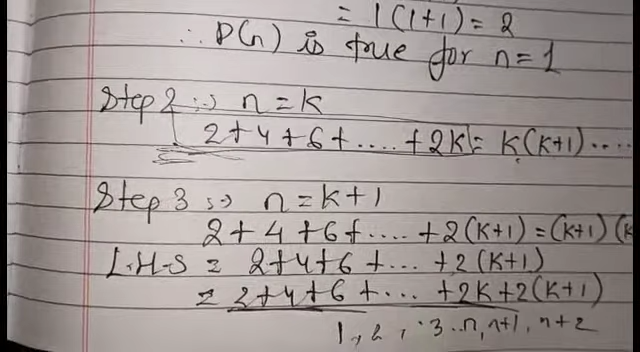 = 1(1+1) = 2
∴ P(n) is true for n = 1
Step 2 :→ n = k
2+4+6+....+2k = k(k+1)....
Step 3 :→ n = k+1
2+4+6+....+2(k+1) = (k+1)(k
L.H.S = 2+4+6+...+2(k+1)
= 2+4+6+...+2k+2(k+1)
1, 2, 3..n, n+1, n+2